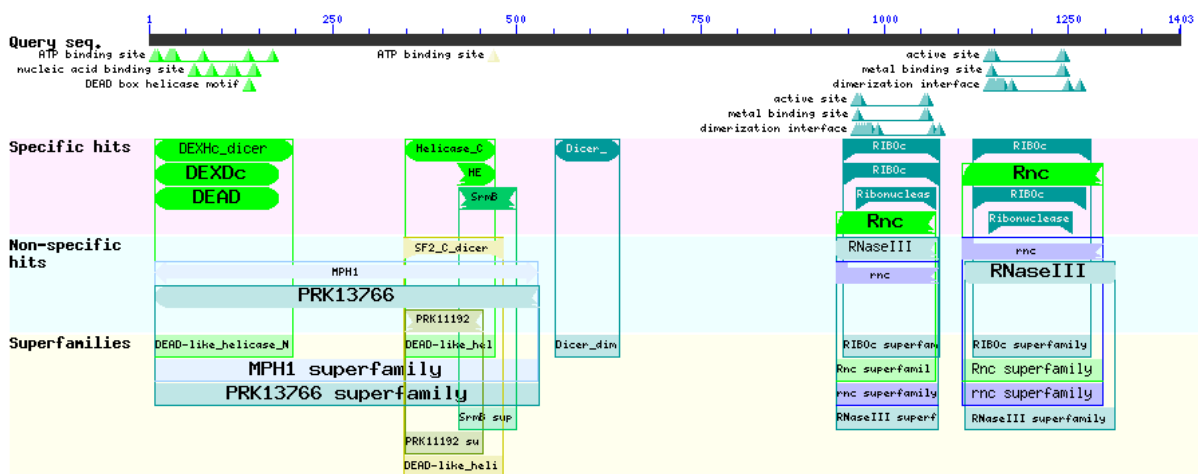 1 250 500 750 1000 1250 1403
Query seq.
ATP binding site ATP binding site active site
nucleic acid binding site metal binding site
DEAD box helicase motif dimerization interface
active site
metal binding site
dimerization interface
Specific hits DEXHc_dicer Helicase_C Dicer_ RIBOc RIBOc
DEXDc HE RIBOc Rnc
DEAD SrmB Ribonucleas RIBOc
Rnc Ribonuclease
Non-specific hits SF2_C_dicer RNaseIII rnc
MPH1 rnc RNaseIII
PRK13766
PRK11192
Superfamilies DEAD-like_helicase_N DEAD-like_hel Dicer_dim RIBOc superfam RIBOc superfamily
MPH1 superfamily Rnc superfamil Rnc superfamily
PRK13766 superfamily rnc superfamily rnc superfamily
SrmB sup RNaseIII superf RNaseIII superfamily
PRK11192 su
DEAD-like_heli